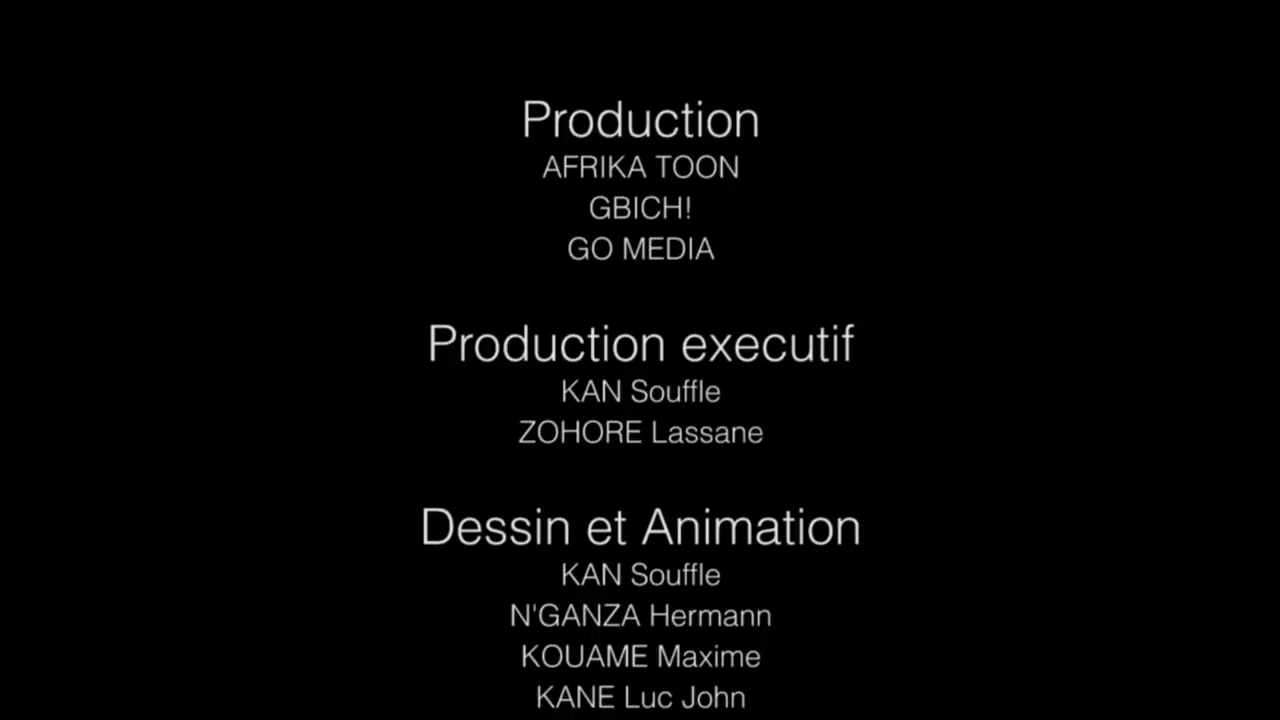 Production
AFRIKA TOON
GBICH!
GO MEDIA
Production executif
KAN Souffle
ZOHORE Lassane
Dessin et Animation
KAN Souffle
N'GANZA Hermann
KOUAME Maxime
KANE Luc John